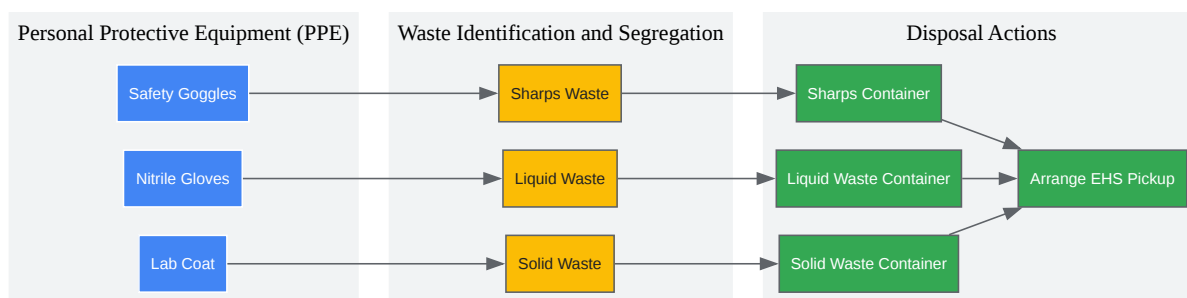 Personal Protective Equipment (PPE)
Waste Identification and Segregation
Disposal Actions
Safety Goggles
Sharps Waste
Sharps Container
Nitrile Gloves
Liquid Waste
Liquid Waste Container
Arrange EHS Pickup
Lab Coat
Solid Waste
Solid Waste Container